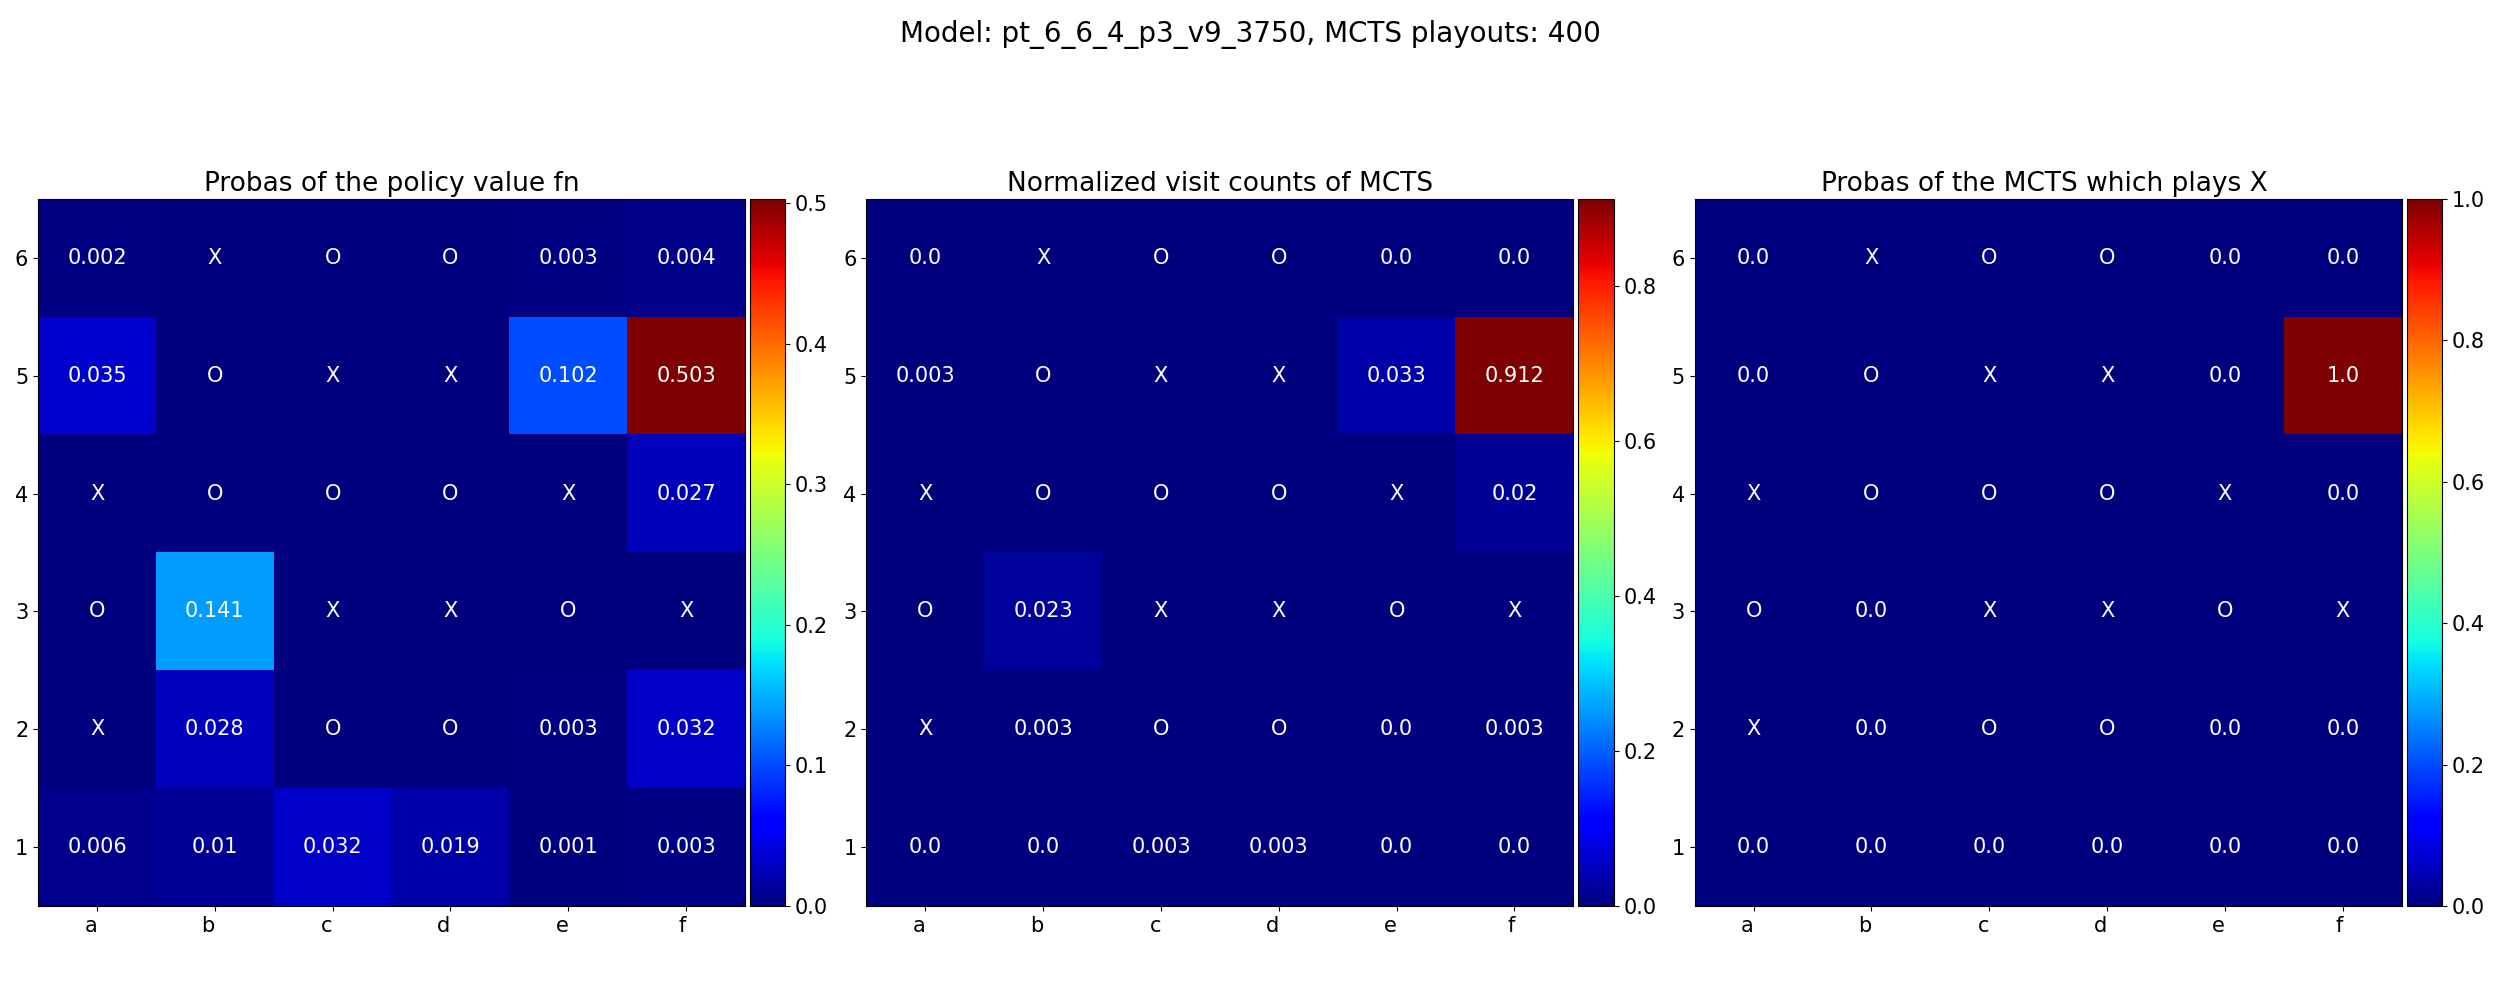 Model: pt_6_6_4_p3_v9_3750, MCTS playouts: 400
Probas of the policy value fn
6 0.002 X O O 0.003 0.004
5 0.035 O X X 0.102 0.503
4 X O O O X 0.027
3 O 0.141 X X O X
2 X 0.028 O O 0.003 0.032
1 0.006 0.01 0.032 0.019 0.001 0.003
a b c d e f
0.5
0.4
0.3
0.2
0.1
0.0
Normalized visit counts of MCTS
6 0.0 X O O 0.0 0.0
5 0.003 O X X 0.033 0.912
4 X O O O X 0.02
3 O 0.023 X X O X
2 X 0.003 O O 0.0 0.003
1 0.0 0.0 0.003 0.003 0.0 0.0
a b c d e f
0.8
0.6
0.4
0.2
0.0
Probas of the MCTS which plays X
6 0.0 X O O 0.0 0.0
5 0.0 O X X 0.0 1.0
4 X O O O X 0.0
3 O 0.0 X X O X
2 X 0.0 O O 0.0 0.0
1 0.0 0.0 0.0 0.0 0.0 0.0
a b c d e f
1.0
0.8
0.6
0.4
0.2
0.0